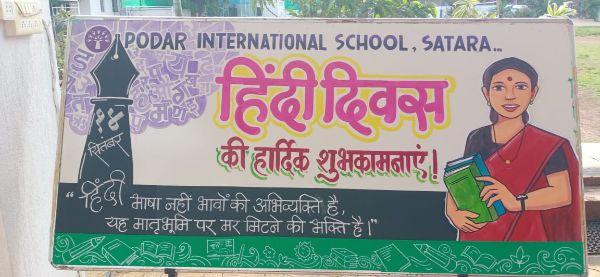 PODAR INTERNATIONAL SCHOOL, SATARA...
हिंदी दिवस
की हार्दिक शुभकामनाएं!
१४
सितंबर
"हिंदी भाषा नहीं भावों की अभिव्यक्ति है,
यह मातृभूमि पर मर मिटने की भक्ति है।"